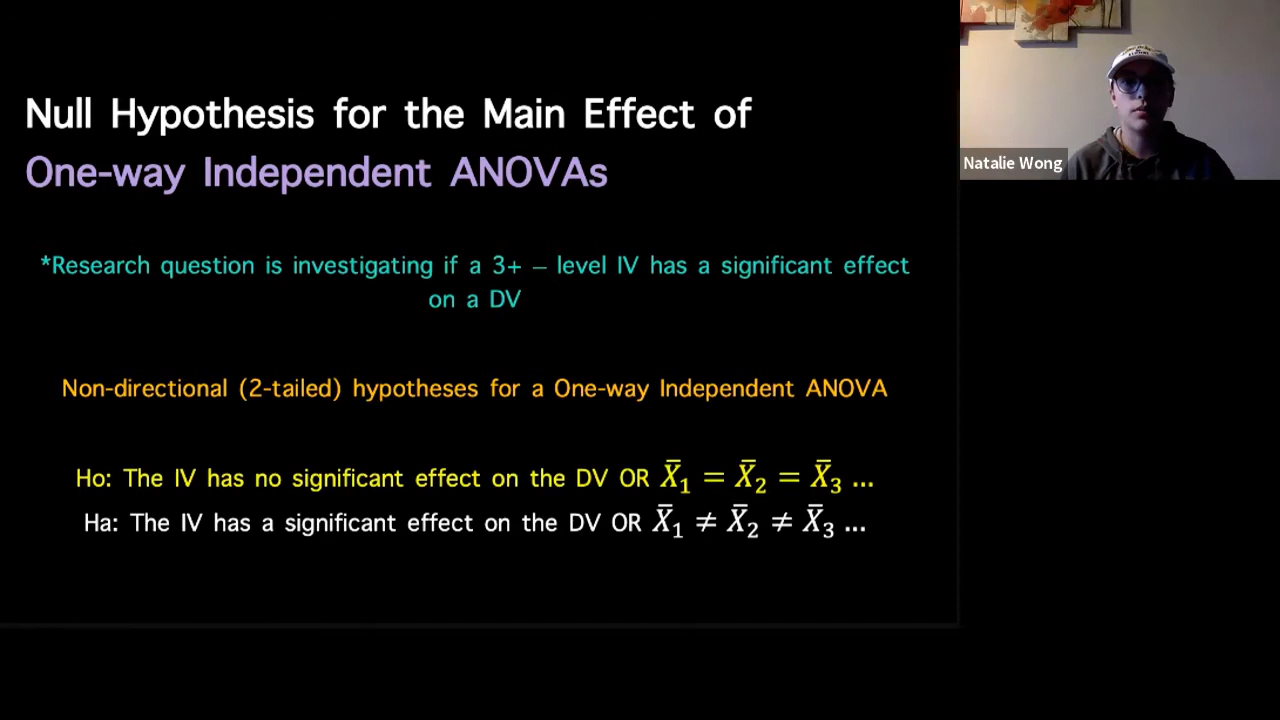 Null Hypothesis for the Main Effect of
One-way Independent ANOVAs
*Research question is investigating if a 3+ – level IV has a significant effect
on a DV
Non-directional (2-tailed) hypotheses for a One-way Independent ANOVA
Ho: The IV has no significant effect on the DV OR X̄₁ = X̄₂ = X̄₃ ...
Ha: The IV has a significant effect on the DV OR X̄₁ ≠ X̄₂ ≠ X̄₃ ...
Natalie Wong